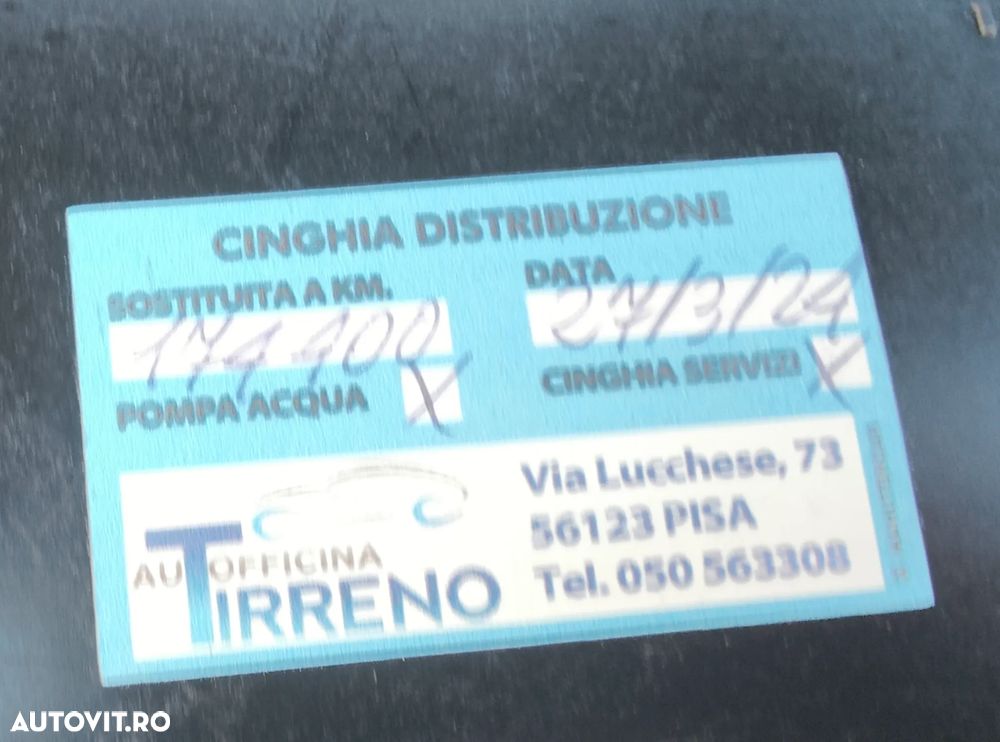 CINGHIA DISTRIBUZIONE
SOSTITUITA A KM. DATA
27/3/24
POMPA ACQUA X CINGHIA SERVIZI X
Via Lucchese, 73
56123 PISA
Tel. 050 563308
AUTOFFICINA
TIRRENO
AUTOVIT.RO